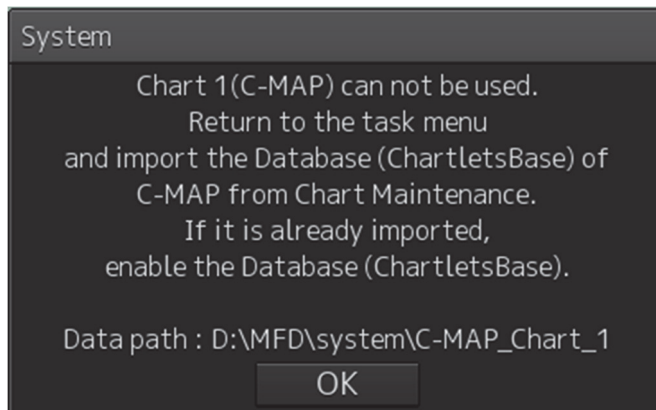 System
Chart 1(C-MAP) can not be used.
Return to the task menu
and import the Database (ChartletsBase) of
C-MAP from Chart Maintenance.
If it is already imported,
enable the Database (ChartletsBase).
Data path : D:\MFD\system\C-MAP_Chart_1
OK